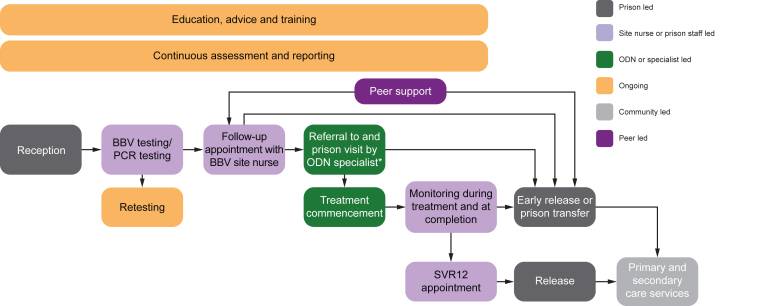 Education, advice and training
Continuous assessment and reporting
Prison led
Site nurse or prison staff led
ODN or specialist led
Ongoing
Community led
Peer led
Peer support
Reception
BBV testing/
PCR testing
Follow-up
appointment with
BBV site nurse
Referral to and
prison visit by
ODN specialist*
Retesting
Treatment
commencement
Monitoring during
treatment and at
completion
Early release or
prison transfer
SVR12
appointment
Release
Primary and
secondary
care services